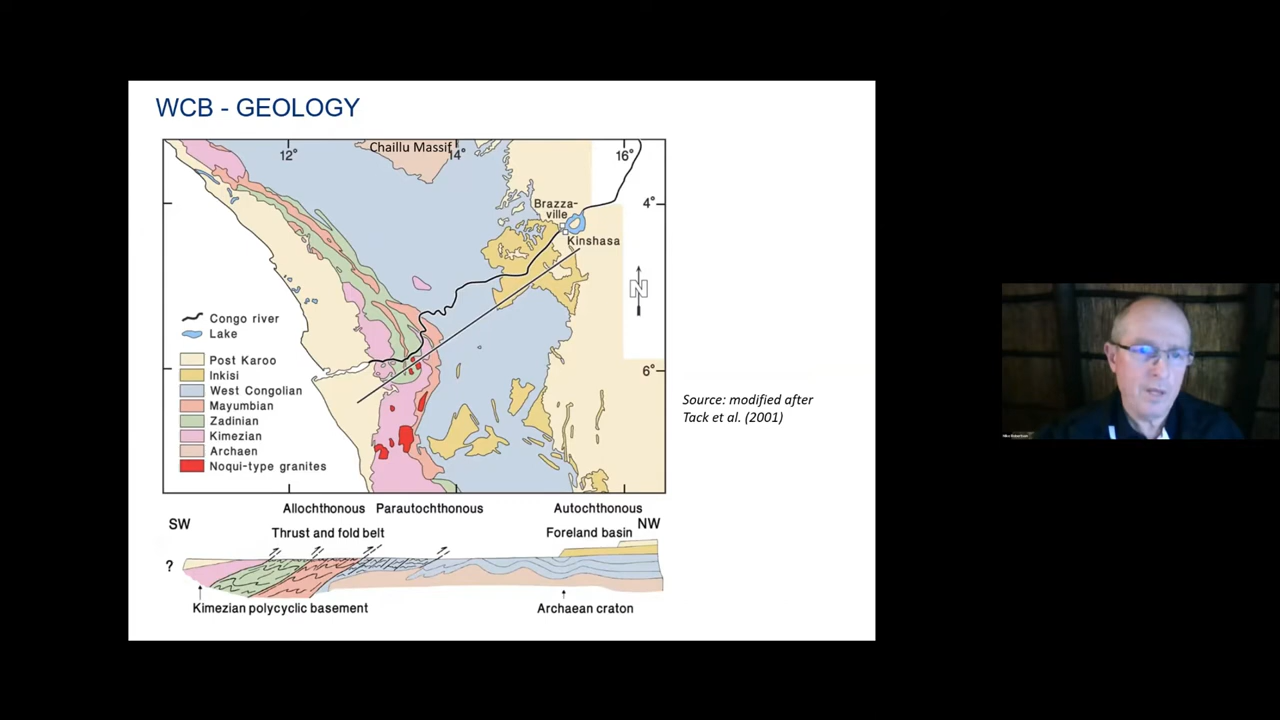 WCB - GEOLOGY
Chaillu Massif
12°
14°
16°
4°
Brazza-
ville
Kinshasa
N
Congo river
Lake
Post Karoo
Inkisi
West Congolian
Mayumbian
Zadinian
Kimezian
Archaen
Noqui-type granites
6°
Source: modified after
Tack et al. (2001)
Allochthonous Parautochthonous Autochthonous
SW NW
Thrust and fold belt Foreland basin
?
Kimezian polycyclic basement Archaean craton